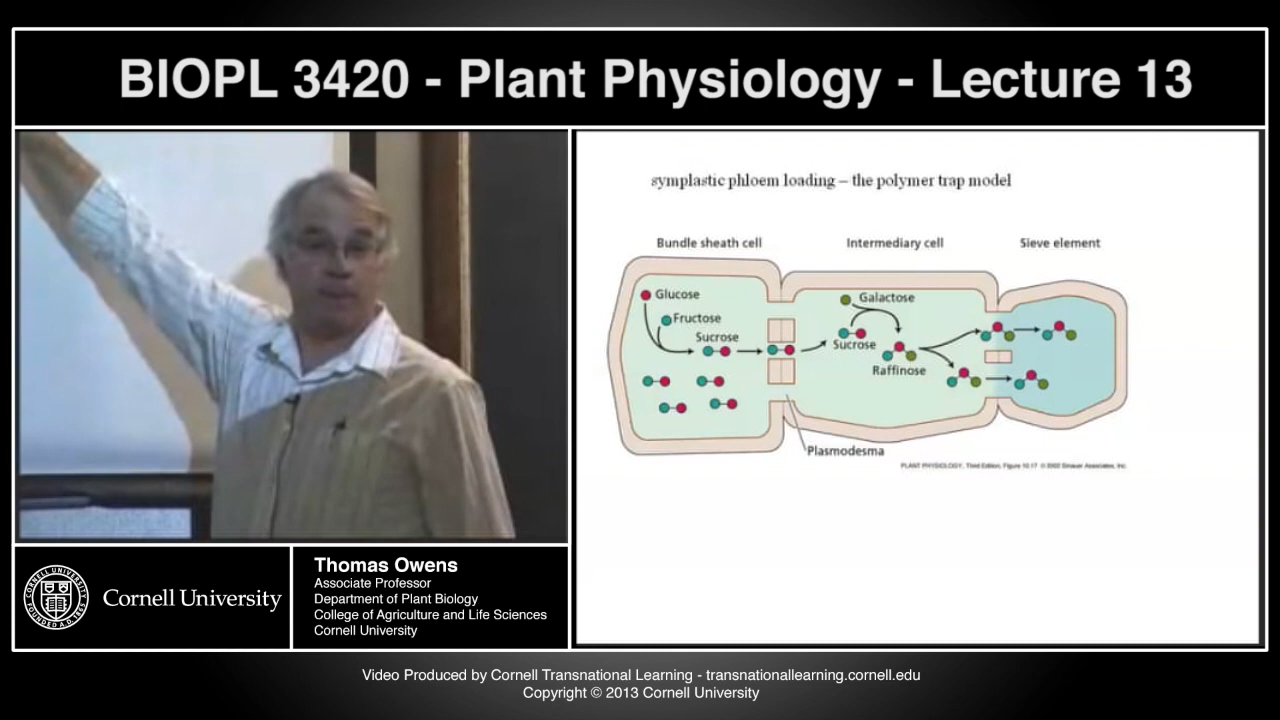 BIOPL 3420 - Plant Physiology - Lecture 13
symplastic phloem loading – the polymer trap model
Bundle sheath cell
Intermediary cell
Sieve element
Glucose
Fructose
Sucrose
Galactose
Sucrose
Raffinose
Plasmodesma
PLANT PHYSIOLOGY, Third Edition, Figure 10.17 © 2002 Sinauer Associates, Inc.
Cornell University
Thomas Owens
Associate Professor
Department of Plant Biology
College of Agriculture and Life Sciences
Cornell University
Video Produced by Cornell Transnational Learning - transnationallearning.cornell.edu
Copyright © 2013 Cornell University